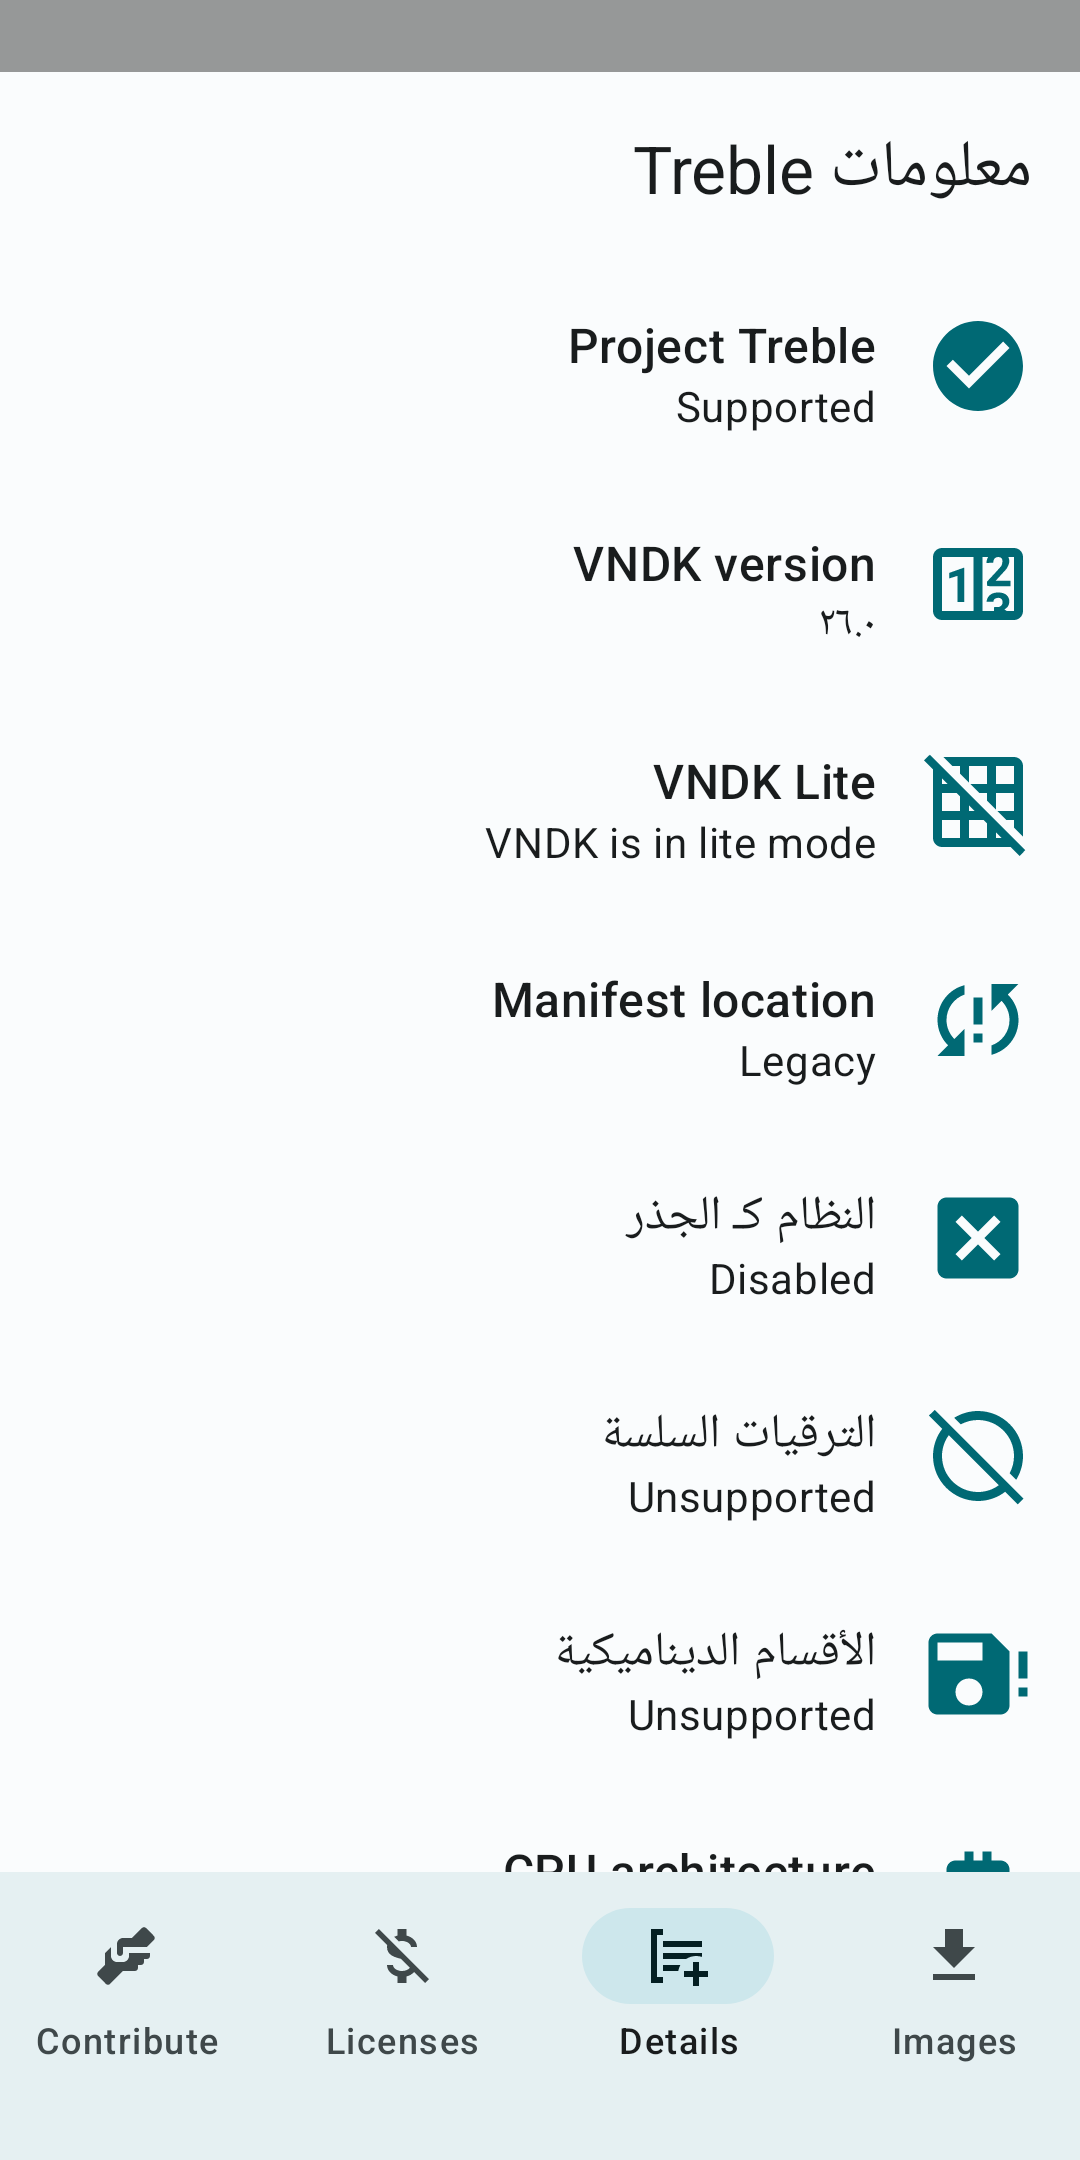 معلومات Treble
Project Treble
Supported
VNDK version
٢٦.٠
VNDK Lite
VNDK is in lite mode
Manifest location
Legacy
النظام كـ الجذر
Disabled
الترقيات السلسة
Unsupported
الأقسام الديناميكية
Unsupported
CPU architecture
Contribute
Licenses
Details
Images